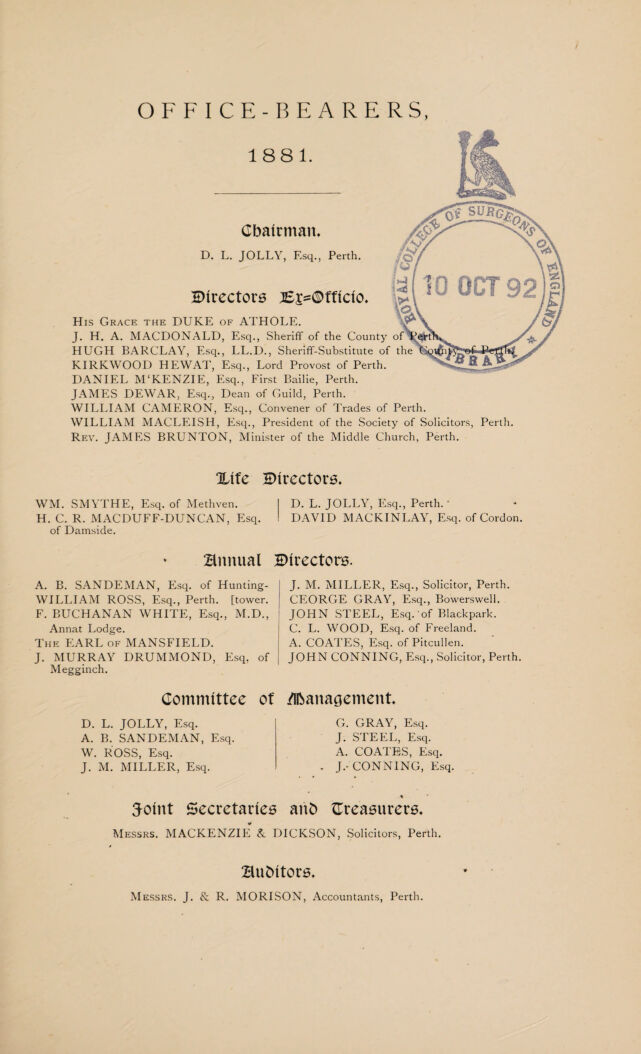 OFFICE-BEARERS,
1881.
Chairman.
D. L. JOLLY, Esq., Perth.
ROYAL COLLEGE OF SURGEONS OF ENGLAND
10 OCT 92
* LIBRARY *
Directors Ex=Officio.
His Grace the DUKE of ATHOLE.
J. H. A. MACDONALD, Esq., Sheriff of the County of Perth.
HUGH BARCLAY, Esq., LL.D., Sheriff-Substitute of the County of Perth.
KIRKWOOD HEWAT, Esq., Lord Provost of Perth.
DANIEL M‘KENZIE, Esq., First Bailie, Perth.
JAMES DEWAR, Esq., Dean of Guild, Perth.
WILLIAM CAMERON, Esq., Convener of Trades of Perth.
WILLIAM MACLEISH, Esq., President of the Society of Solicitors, Perth.
Rev. JAMES BRUNTON, Minister of the Middle Church, Perth.
Life Directors.
WM. SMYTHE, Esq. of Methven.
H. C. R. MACDUFF-DUNCAN, Esq.
of Damside.
D. L. JOLLY, Esq., Perth.
DAVID MACKINLAY, Esq. of Cordon.
Annual Directors.
A. B. SANDEMAN, Esq. of Hunting-
WILLIAM ROSS, Esq., Perth. [tower.
F. BUCHANAN WHITE, Esq., M.D.,
Annat Lodge.
The EARL of MANSFIELD.
J. MURRAY DRUMMOND, Esq. of
Megginch.
J. M. MILLER, Esq., Solicitor, Perth.
CEORGE GRAY, Esq., Bowerswell.
JOHN STEEL, Esq. of Blackpark.
C. L. WOOD, Esq. of Freeland.
A. COATES, Esq. of Pitcullen.
JOHN CONNING, Esq., Solicitor, Perth.
Committee of Management.
D. L. JOLLY, Esq.
A. B. SANDEMAN, Esq.
W. ROSS, Esq.
J. M. MILLER, Esq.
G. GRAY, Esq.
J. STEEL, Esq.
A. COATES, Esq.
J. CONNING, Esq.
Joint Secretaries and Treasurers.
Messrs. MACKENZIE & DICKSON, Solicitors, Perth.
Auditors.
Messrs. J. & R. MORISON, Accountants, Perth.